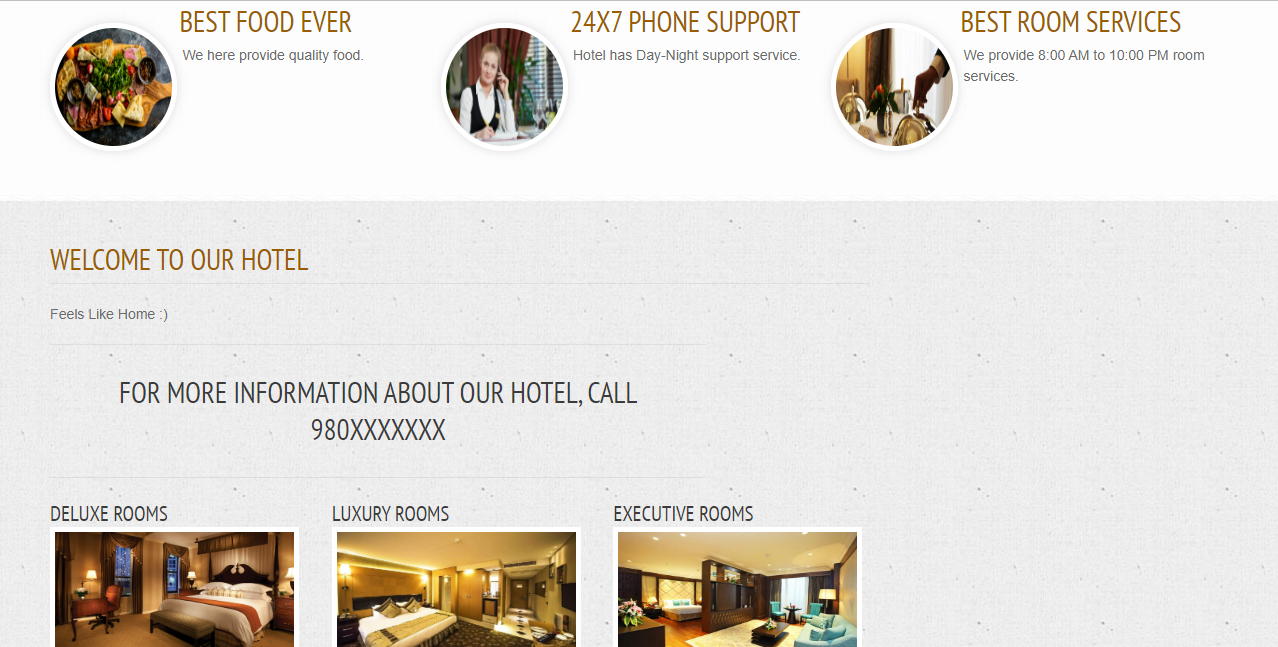 BEST FOOD EVER
We here provide quality food.
24X7 PHONE SUPPORT
Hotel has Day-Night support service.
BEST ROOM SERVICES
We provide 8:00 AM to 10:00 PM room
services.
WELCOME TO OUR HOTEL
Feels Like Home :)
FOR MORE INFORMATION ABOUT OUR HOTEL, CALL
980XXXXXXX
DELUXE ROOMS
LUXURY ROOMS
EXECUTIVE ROOMS